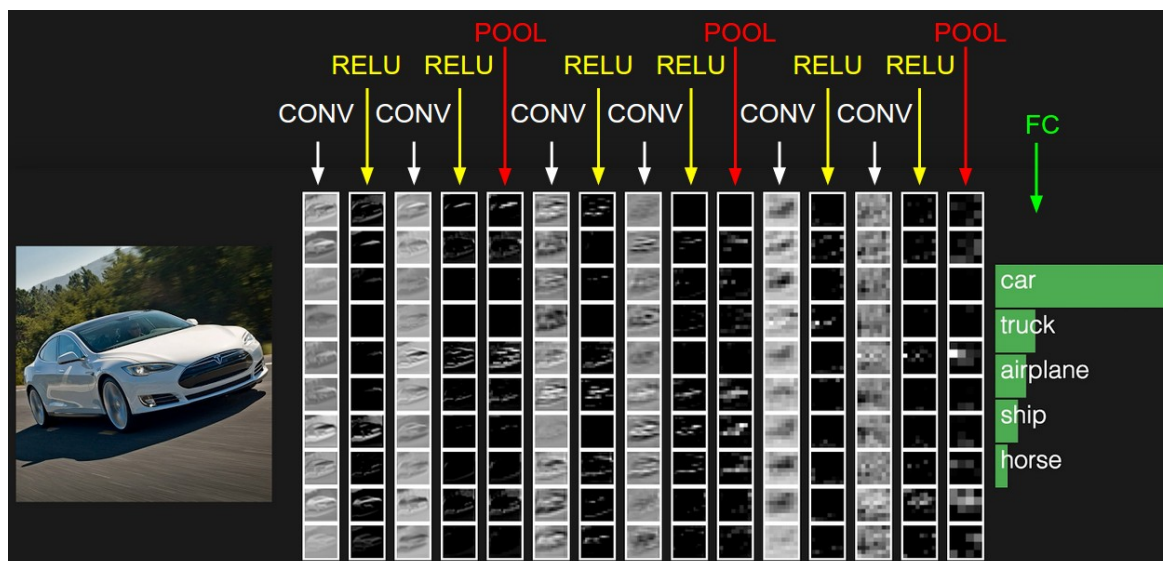 POOL POOL POOL
RELU RELU RELU RELU RELU RELU
CONV CONV CONV CONV CONV CONV
FC
car
truck
airplane
ship
horse